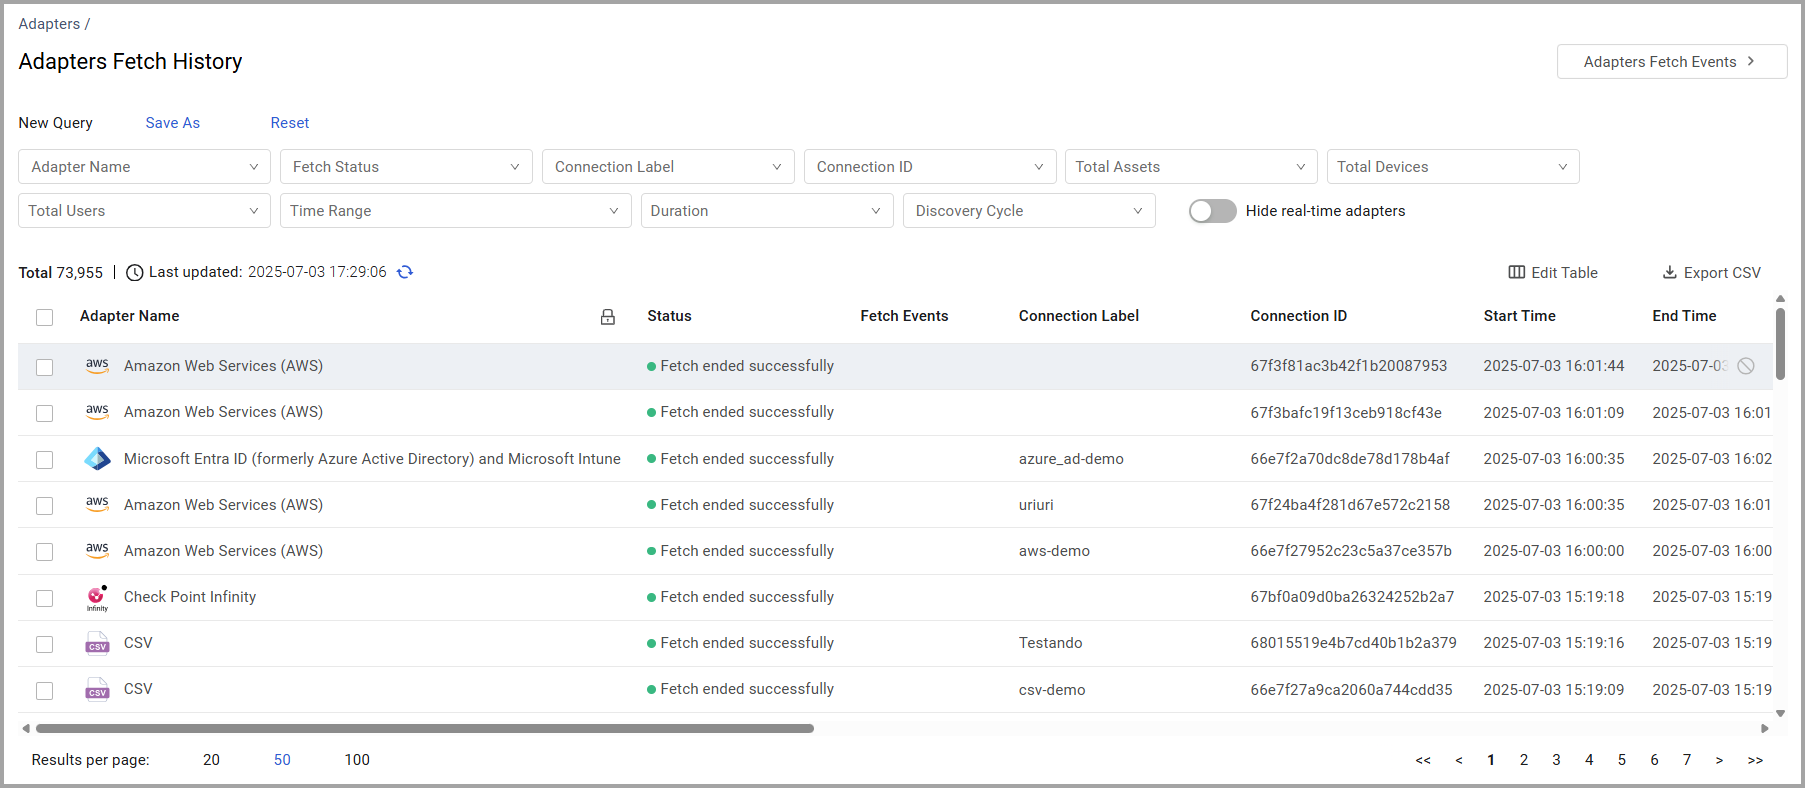 Adapters /
Adapters Fetch History
Adapters Fetch Events >
New Query Save As Reset
Adapter Name Fetch Status Connection Label Connection ID Total Assets Total Devices
Total Users Time Range Duration Discovery Cycle Hide real-time adapters
Total 73,955 | Last updated: 2025-07-03 17:29:06 Edit Table Export CSV
Adapter Name Status Fetch Events Connection Label Connection ID Start Time End Time
aws Amazon Web Services (AWS) Fetch ended successfully 67f3f81ac3b42f1b20087953 2025-07-03 16:01:44 2025-07-03
aws Amazon Web Services (AWS) Fetch ended successfully 67f3bafc19f13ceb918cf43e 2025-07-03 16:01:09 2025-07-03 16:01
Microsoft Entra ID (formerly Azure Active Directory) and Microsoft Intune Fetch ended successfully azure_ad-demo 66e7f2a70dc8de78d178b4af 2025-07-03 16:00:35 2025-07-03 16:02
aws Amazon Web Services (AWS) Fetch ended successfully uriuri 67f24ba4f281d67e572c2158 2025-07-03 16:00:35 2025-07-03 16:01
aws Amazon Web Services (AWS) Fetch ended successfully aws-demo 66e7f27952c23c5a37ce357b 2025-07-03 16:00:00 2025-07-03 16:00
Infinity Check Point Infinity Fetch ended successfully 67bf0a09d0ba26324252b2a7 2025-07-03 15:19:18 2025-07-03 15:19
CSV CSV Fetch ended successfully Testando 68015519e4b7cd40b1b2a379 2025-07-03 15:19:16 2025-07-03 15:19
CSV CSV Fetch ended successfully csv-demo 66e7f27a9ca2060a744cdd35 2025-07-03 15:19:09 2025-07-03 15:19
Results per page: 20 50 100 << < 1 2 3 4 5 6 7 > >>